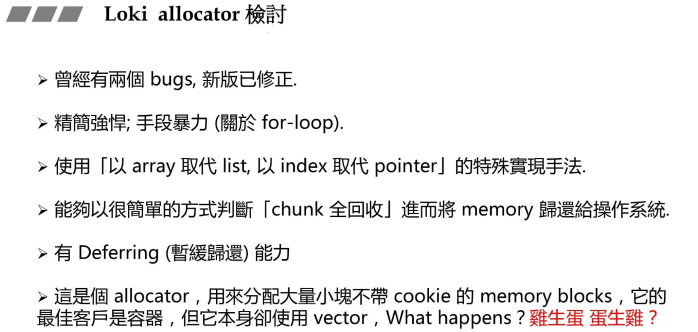 Loki allocator 檢討
➢ 曾經有兩個 bugs, 新版已修正.
➢ 精簡強悍; 手段暴力 (關於 for-loop).
➢ 使用「以 array 取代 list, 以 index 取代 pointer」的特殊實現手法.
➢ 能夠以很簡單的方式判斷「chunk 全回收」進而將 memory 歸還給操作系統.
➢ 有 Deferring (暫緩歸還) 能力
➢ 這是個 allocator，用來分配大量小塊不帶 cookie 的 memory blocks，它的
最佳客戶是容器，但它本身卻使用 vector，What happens？雞生蛋 蛋生雞？